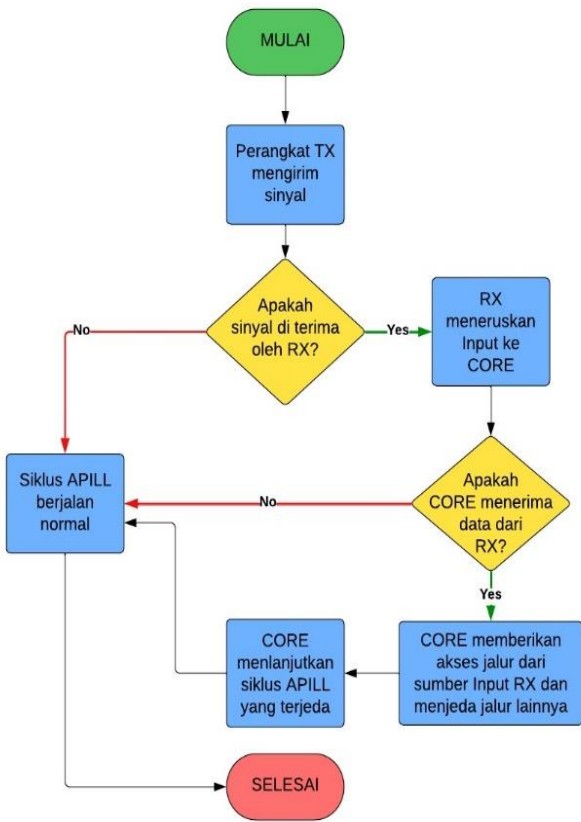 MULAI
Perangkat TX
mengirim
sinyal
Apakah
sinyal di terima
oleh RX?
No
Yes
RX
meneruskan
Input ke
CORE
Siklus APILL
berjalan
normal
No
Apakah
CORE menerima
data dari
RX?
Yes
CORE
menlanjutkan
siklus APILL
yang terjeda
CORE memberikan
akses jalur dari
sumber Input RX dan
menjeda jalur lainnya
SELESAI